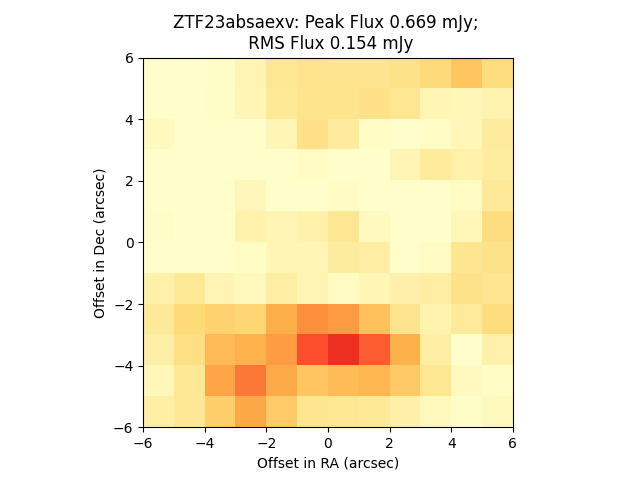 ZTF23absaexv: Peak Flux 0.669 mJy;
RMS Flux 0.154 mJy
6
4
2
0
−2
−4
−6
Offset in Dec (arcsec)
−6 −4 −2 0 2 4 6
Offset in RA (arcsec)